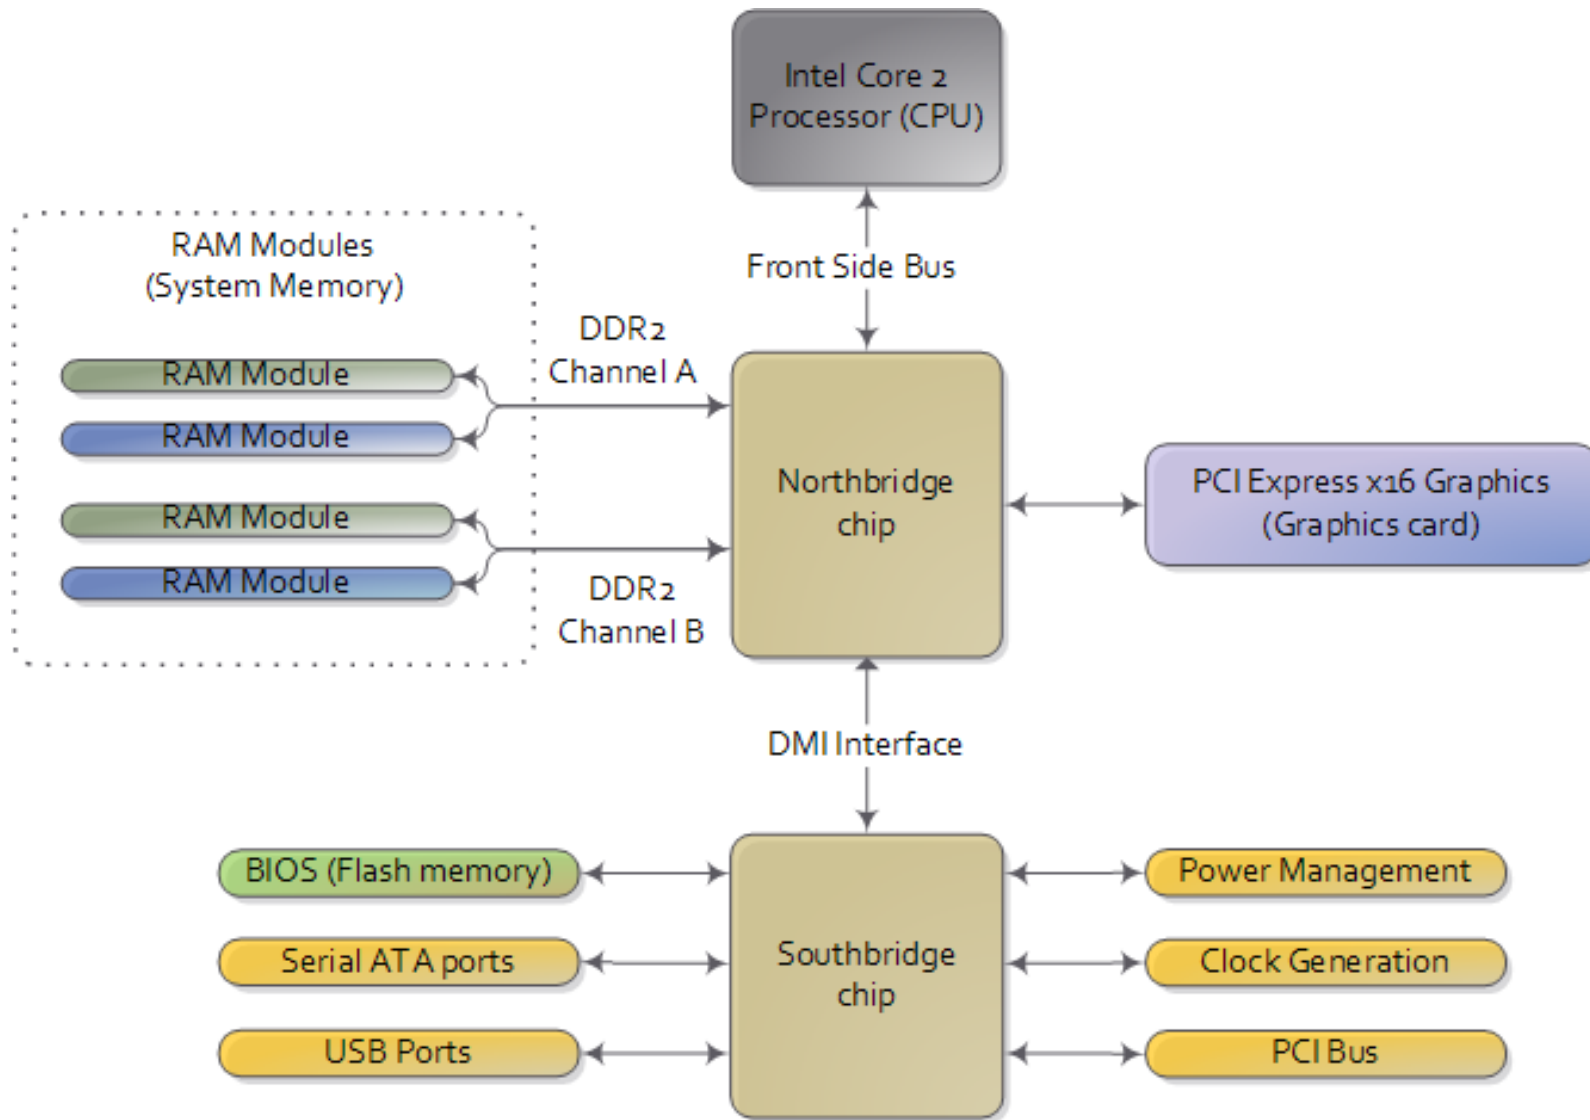 Intel Core 2
Processor (CPU)
Front Side Bus
RAM Modules
(System Memory)
DDR2
Channel A
RAM Module
RAM Module
RAM Module
RAM Module
DDR2
Channel B
Northbridge
chip
PCI Express x16 Graphics
(Graphics card)
DMI Interface
BIOS (Flash memory)
Serial ATA ports
USB Ports
Southbridge
chip
Power Management
Clock Generation
PCI Bus